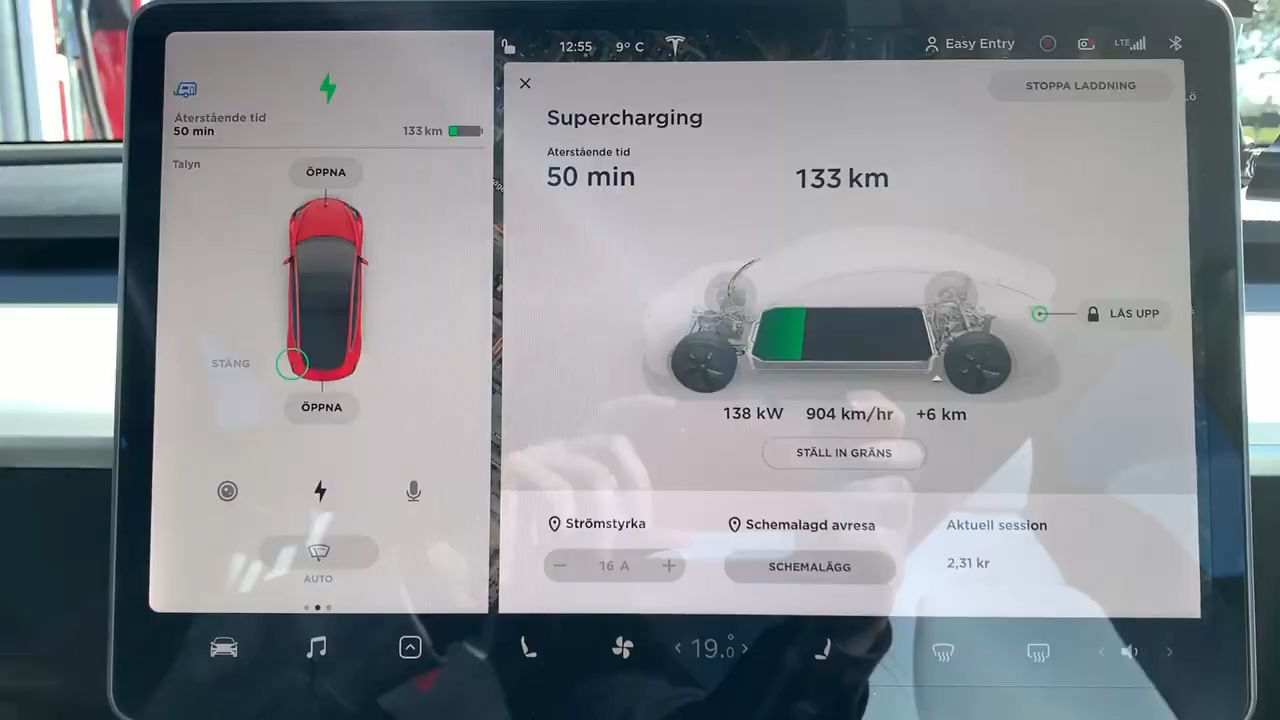 12:55
9° C
Easy Entry
LTE
Återstående tid
50 min
133 km
Talyn
ÖPPNA
STÄNG
ÖPPNA
AUTO
STOPPA LADDNING
Supercharging
Återstående tid
50 min
133 km
LÅS UPP
138 kW 904 km/hr +6 km
STÄLL IN GRÄNS
Strömstyrka
Schemalagd avresa
Aktuell session
− 16 A +
SCHEMALÄGG
2,31 kr
19.0